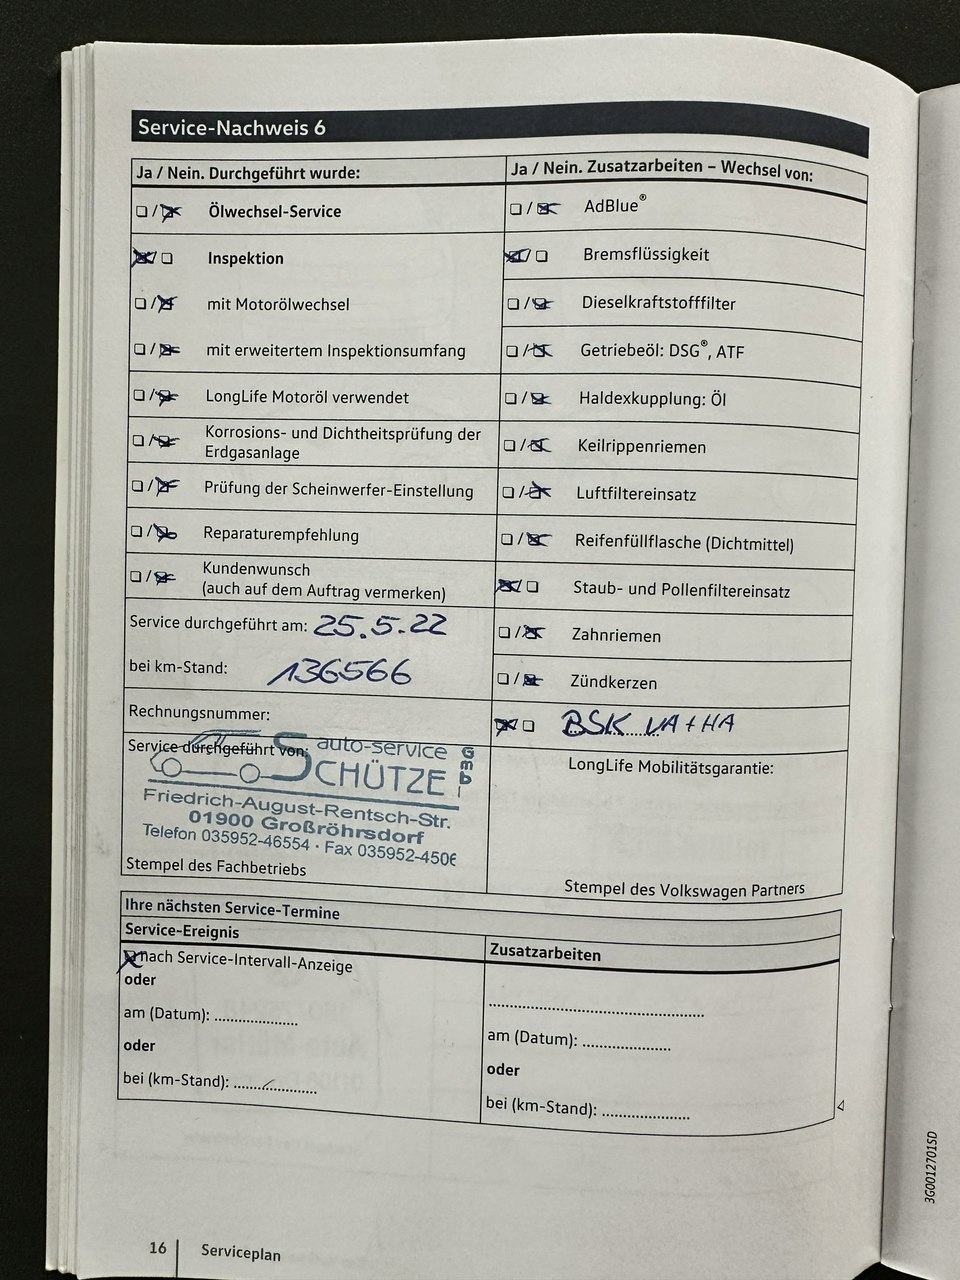 Service-Nachweis 6
Ja / Nein. Durchgeführt wurde:
❏ / ❏ Ölwechsel-Service
❏ / ❏ Inspektion
❏ / ❏ mit Motorölwechsel
❏ / ❏ mit erweitertem Inspektionsumfang
❏ / ❏ LongLife Motoröl verwendet
❏ / ❏ Korrosions- und Dichtheitsprüfung der
Erdgasanlage
❏ / ❏ Prüfung der Scheinwerfer-Einstellung
❏ / ❏ Reparaturempfehlung
❏ / ❏ Kundenwunsch
(auch auf dem Auftrag vermerken)
Service durchgeführt am: 25.5.22
bei km-Stand: 136566
Rechnungsnummer:
Service durchgeführt von:
auto-service
SCHÜTZE GmbH
Friedrich-August-Rentsch-Str.
01900 Großröhrsdorf
Telefon 035952-46554 · Fax 035952-4506
Stempel des Fachbetriebs
Ja / Nein. Zusatzarbeiten – Wechsel von:
❏ / ❏ AdBlue®
❏ / ❏ Bremsflüssigkeit
❏ / ❏ Dieselkraftstofffilter
❏ / ❏ Getriebeöl: DSG®, ATF
❏ / ❏ Haldexkupplung: Öl
❏ / ❏ Keilrippenriemen
❏ / ❏ Luftfiltereinsatz
❏ / ❏ Reifenfüllflasche (Dichtmittel)
❏ / ❏ Staub- und Pollenfiltereinsatz
❏ / ❏ Zahnriemen
❏ / ❏ Zündkerzen
❏ / ❏ BSK VA + HA
LongLife Mobilitätsgarantie:
Stempel des Volkswagen Partners
Ihre nächsten Service-Termine
Service-Ereignis
❏ nach Service-Intervall-Anzeige
oder
am (Datum): ...................
oder
bei (km-Stand): ...................
Zusatzarbeiten
.................................................
am (Datum): ...................
oder
bei (km-Stand): ...................
3G0012701SD
16 Serviceplan